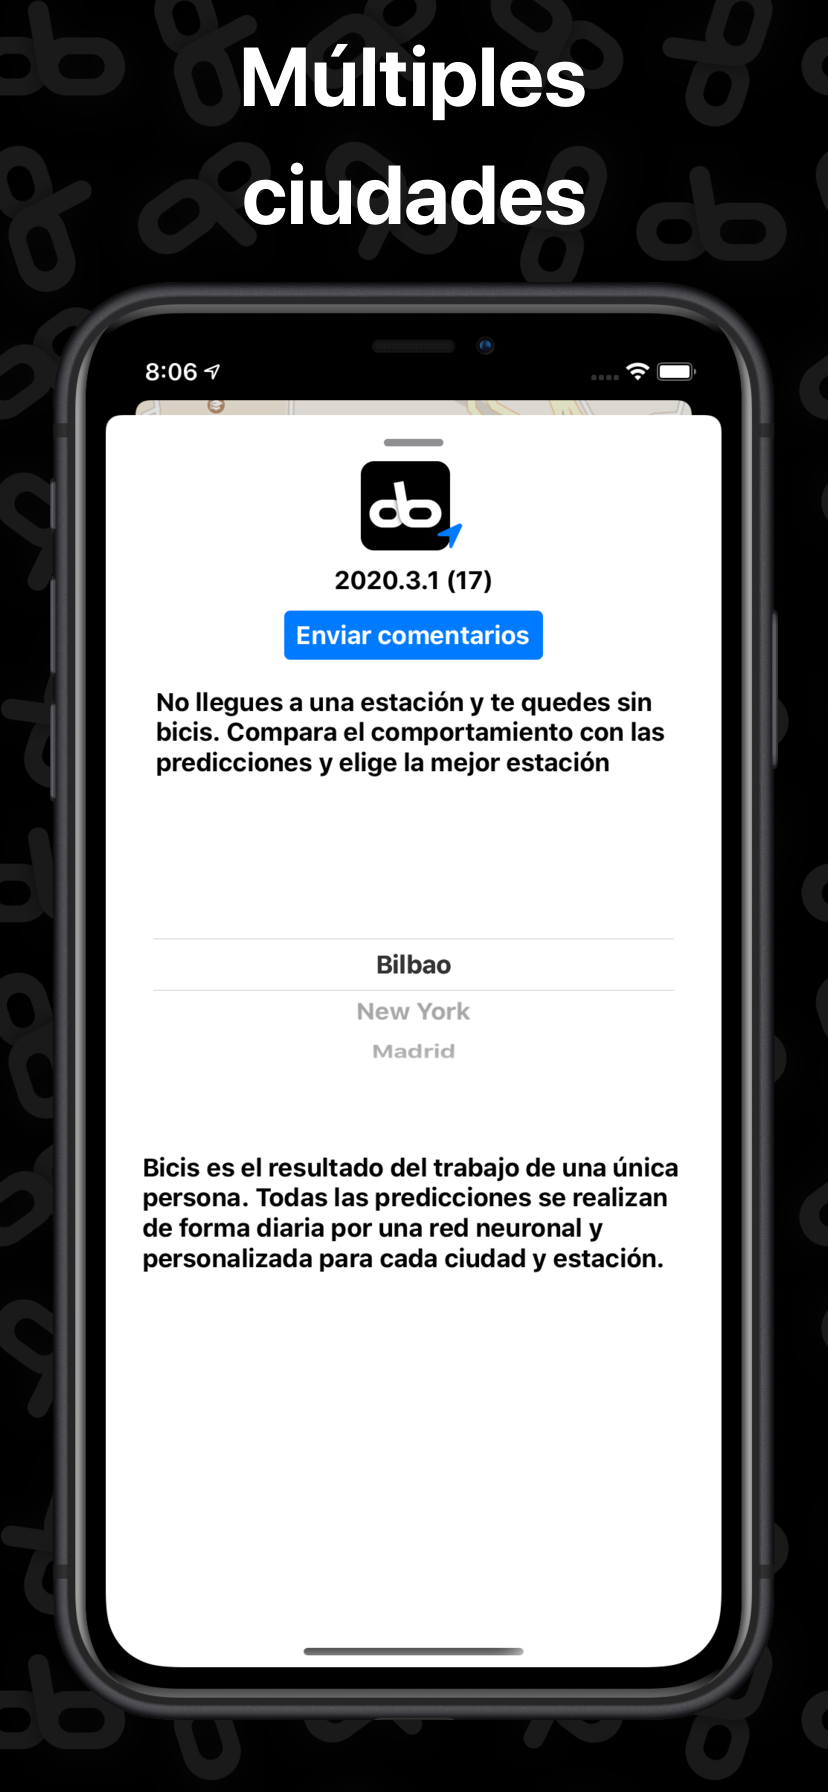 Múltiples
ciudades
8:06
2020.3.1 (17)
Enviar comentarios
No llegues a una estación y te quedes sin
bicis. Compara el comportamiento con las
predicciones y elige la mejor estación
Bilbao
New York
Madrid
Bicis es el resultado del trabajo de una única
persona. Todas las predicciones se realizan
de forma diaria por una red neuronal y
personalizada para cada ciudad y estación.